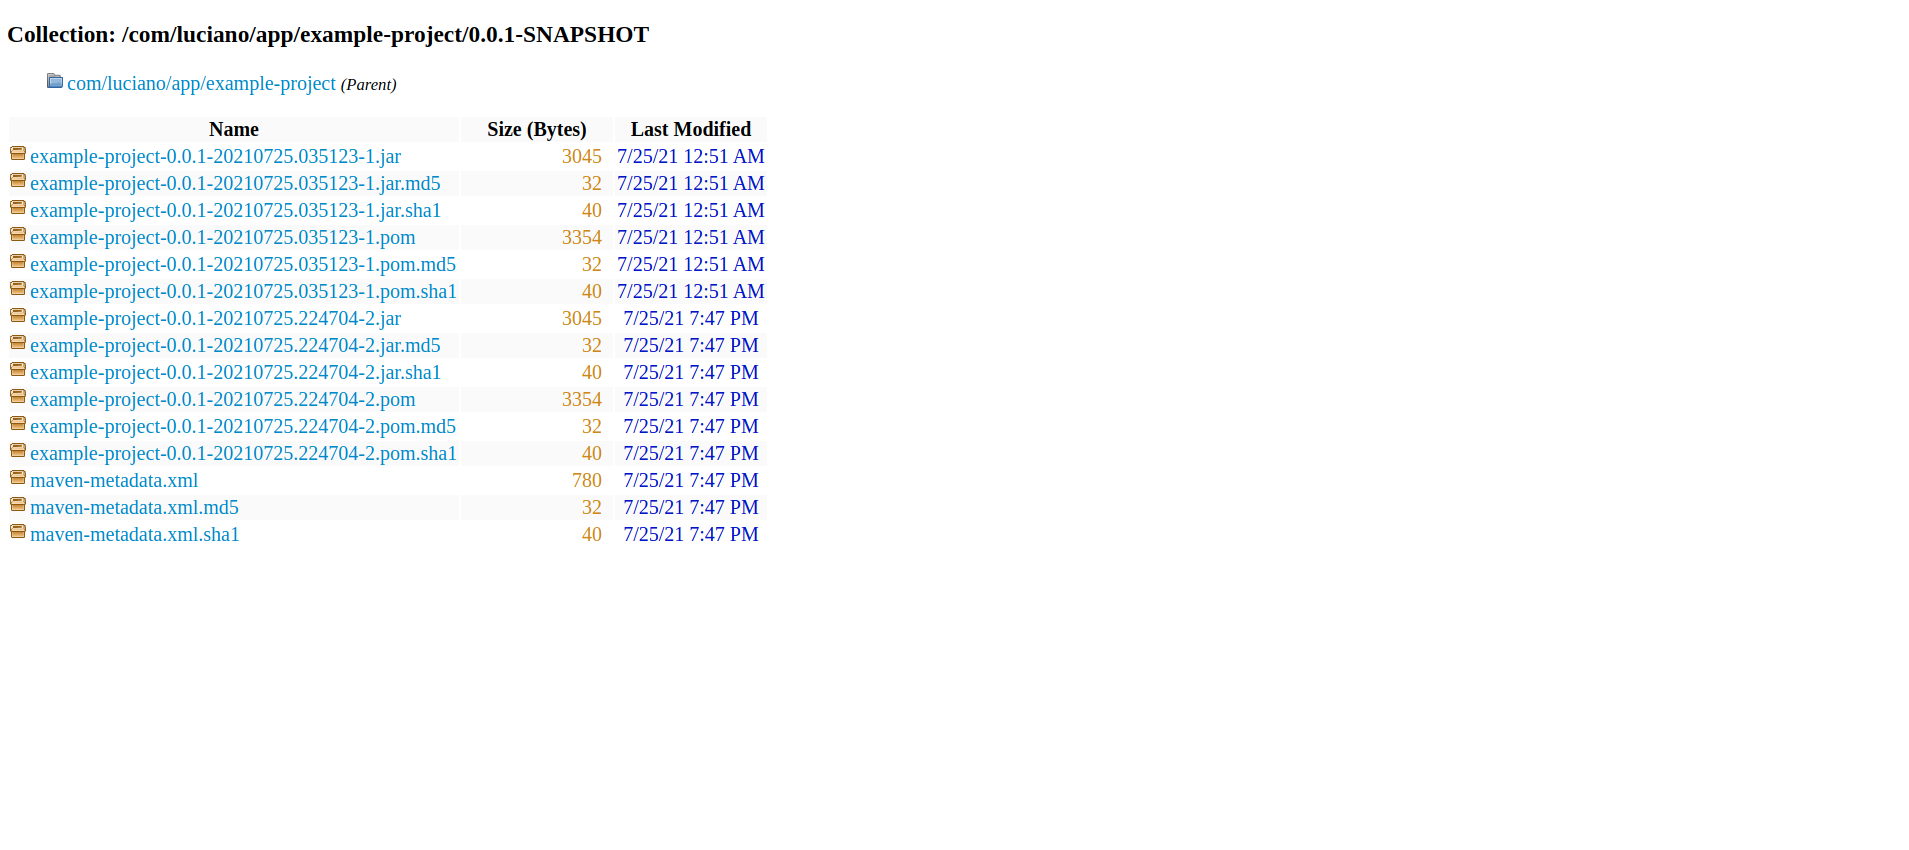 Collection: /com/luciano/app/example-project/0.0.1-SNAPSHOT
com/luciano/app/example-project (Parent)
Name Size (Bytes) Last Modified
example-project-0.0.1-20210725.035123-1.jar 3045 7/25/21 12:51 AM
example-project-0.0.1-20210725.035123-1.jar.md5 32 7/25/21 12:51 AM
example-project-0.0.1-20210725.035123-1.jar.sha1 40 7/25/21 12:51 AM
example-project-0.0.1-20210725.035123-1.pom 3354 7/25/21 12:51 AM
example-project-0.0.1-20210725.035123-1.pom.md5 32 7/25/21 12:51 AM
example-project-0.0.1-20210725.035123-1.pom.sha1 40 7/25/21 12:51 AM
example-project-0.0.1-20210725.224704-2.jar 3045 7/25/21 7:47 PM
example-project-0.0.1-20210725.224704-2.jar.md5 32 7/25/21 7:47 PM
example-project-0.0.1-20210725.224704-2.jar.sha1 40 7/25/21 7:47 PM
example-project-0.0.1-20210725.224704-2.pom 3354 7/25/21 7:47 PM
example-project-0.0.1-20210725.224704-2.pom.md5 32 7/25/21 7:47 PM
example-project-0.0.1-20210725.224704-2.pom.sha1 40 7/25/21 7:47 PM
maven-metadata.xml 780 7/25/21 7:47 PM
maven-metadata.xml.md5 32 7/25/21 7:47 PM
maven-metadata.xml.sha1 40 7/25/21 7:47 PM